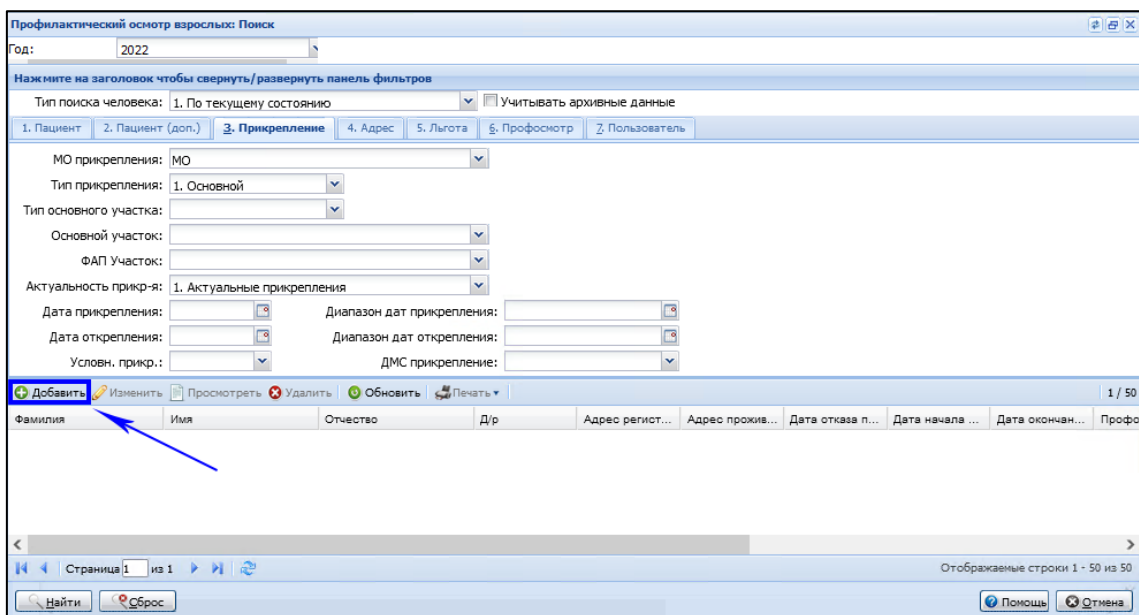 Профилактический осмотр взрослых: Поиск
Год: 2022
Нажмите на заголовок чтобы свернуть/развернуть панель фильтров
Тип поиска человека: 1. По текущему состоянию Учитывать архивные данные
1. Пациент 2. Пациент (доп.) 3. Прикрепление 4. Адрес 5. Льгота 6. Профосмотр 7. Пользователь
МО прикрепления: МО
Тип прикрепления: 1. Основной
Тип основного участка:
Основной участок:
ФАП Участок:
Актуальность прикр-я: 1. Актуальные прикрепления
Дата прикрепления: Диапазон дат прикрепления:
Дата открепления: Диапазон дат открепления:
Условн. прикр.: ДМС прикрепление:
Добавить Изменить Просмотреть Удалить Обновить Печать 1 / 50
Фамилия Имя Отчество Д/р Адрес регист... Адрес прожив... Дата отказа п... Дата начала ... Дата окончан... Профо
Страница 1 из 1 Отображаемые строки 1 - 50 из 50
Найти Сброс Помощь Отмена